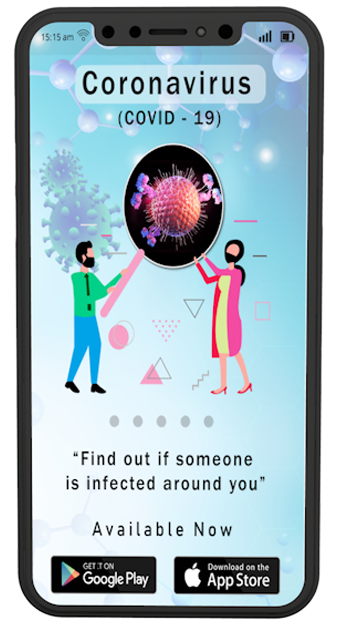 15:15 am
Coronavirus
(COVID - 19)
“Find out if someone
is infected around you”
Available Now
GET IT ON
Google Play
Download on the
App Store